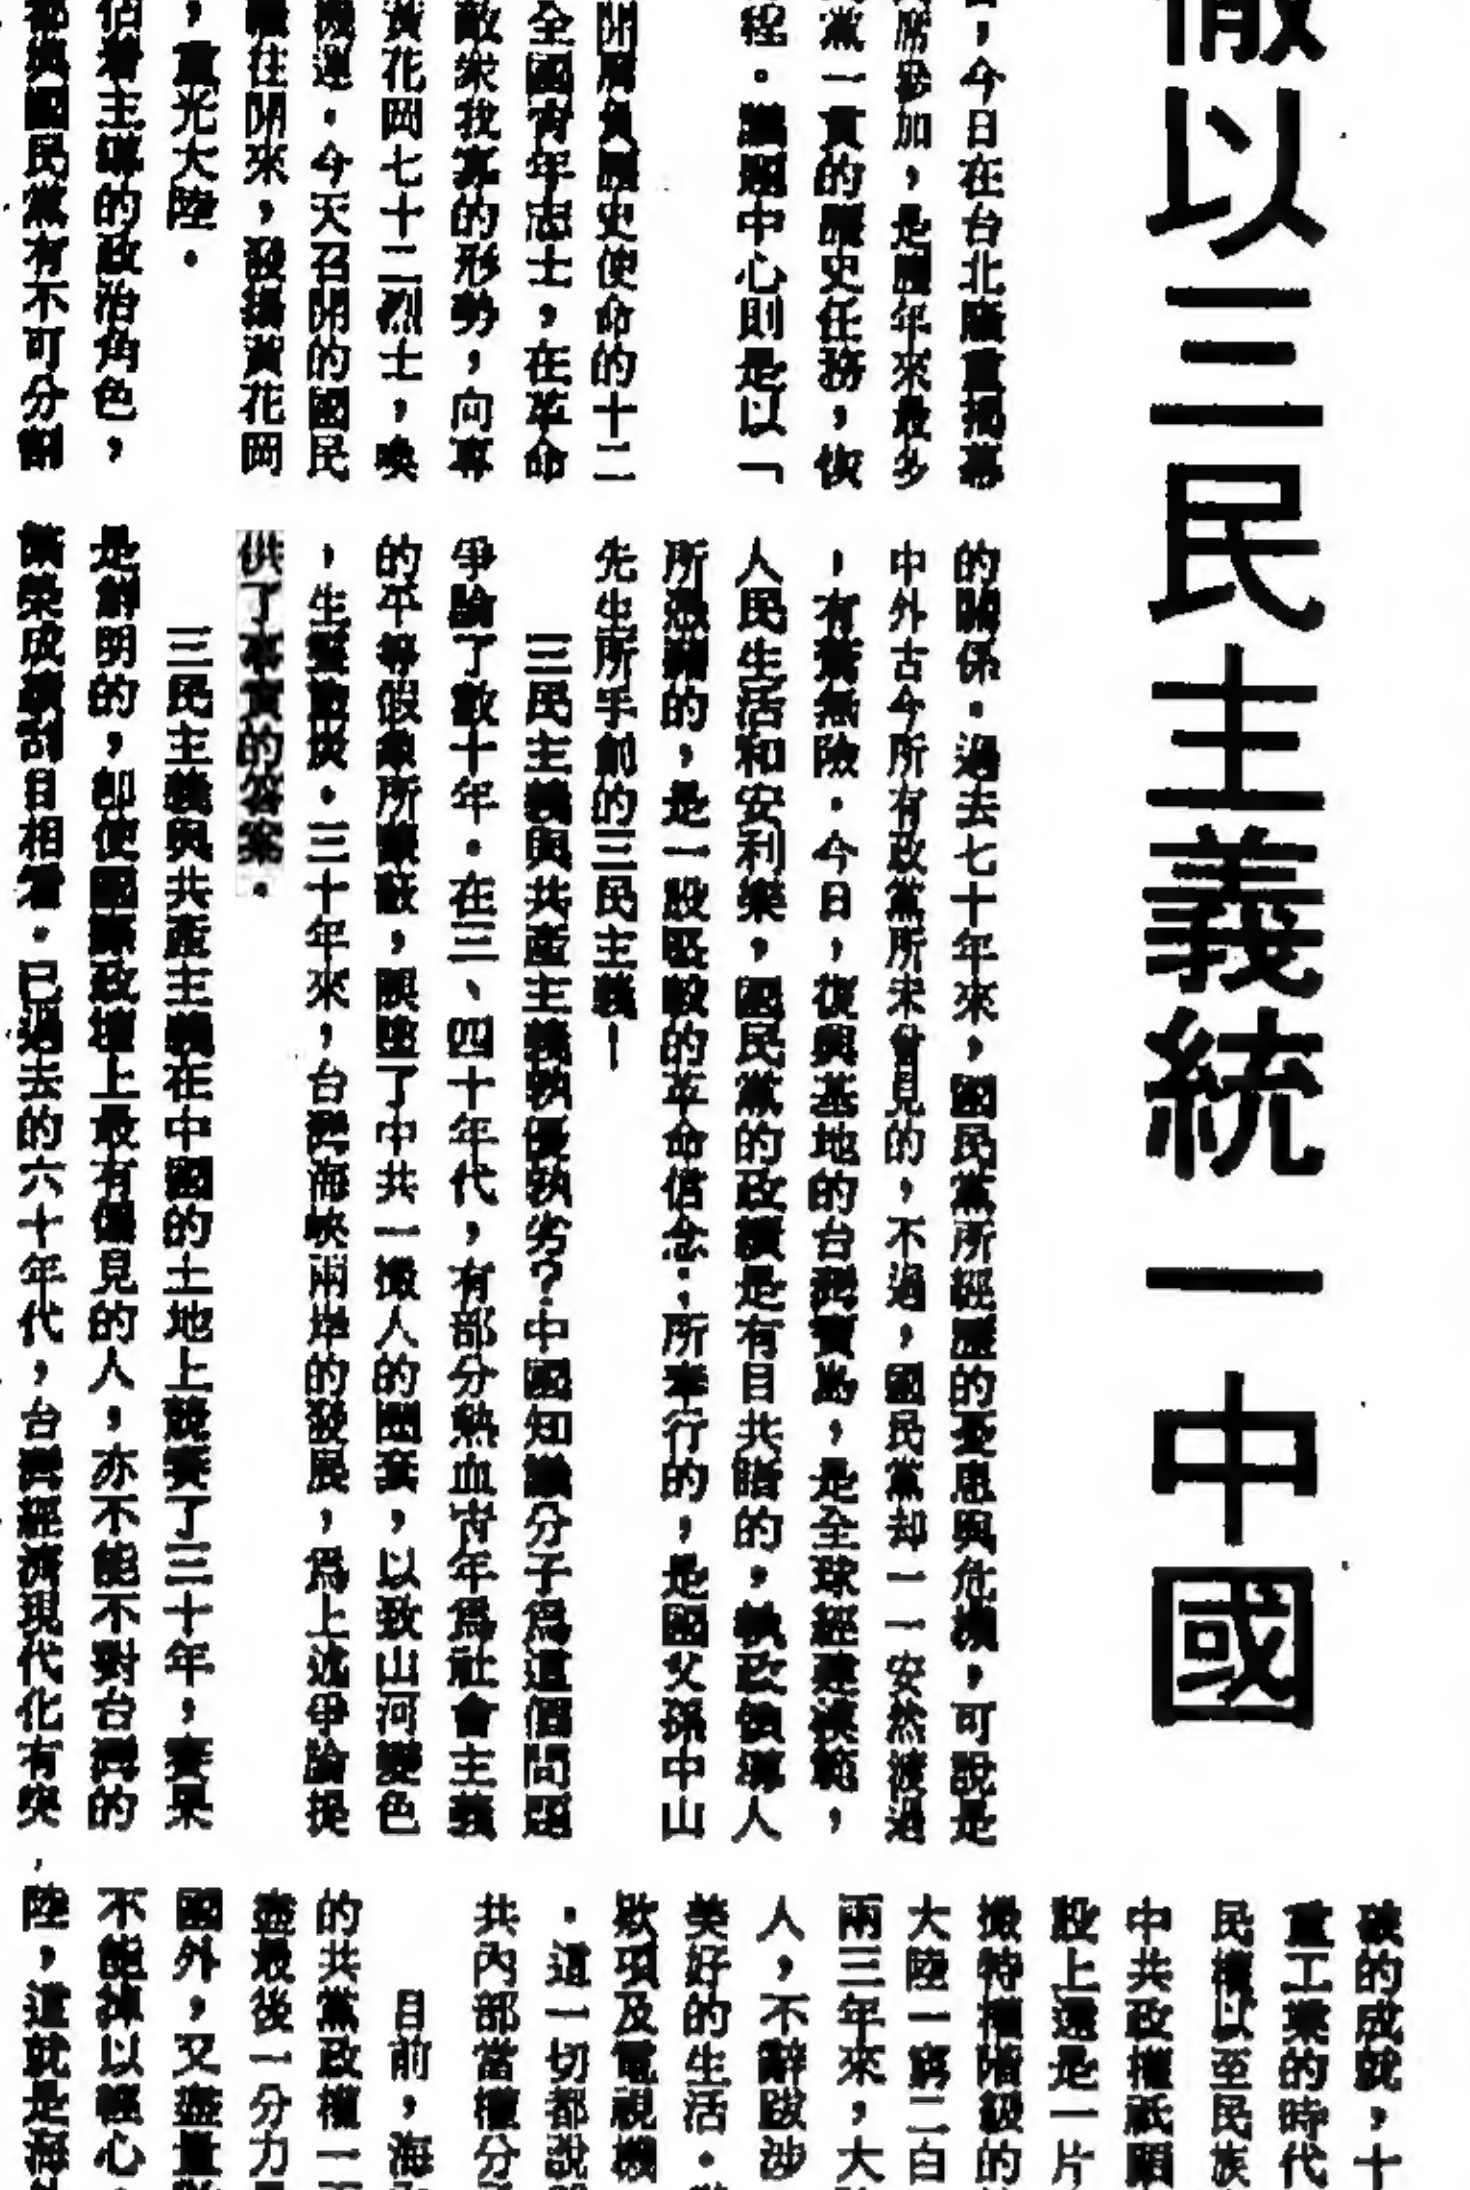 徹以三民主義統一中國
，今日在台北隆重揭幕
席參加，是歷年來最多
黨一貫的歷史任務，恢
程。議題中心則是以「
開肩負歷史使命的十二
全國青年志士，在革命
敵衆我寡的形勢，向專
黃花岡七十二烈士，喚
機運。今天召開的國民
繼往開來，發揚黃花岡
，重光大陸。
佔着主導的政治角色，
都與國民黨有不可分割
的關係。過去七十年來，國民黨所經歷的憂患與危機，可說是
中外古今所有政黨所未曾見的，不過，國民黨却一一安然渡過
，有驚無險。今日，復興基地的台灣寶島，是全球經建模範，
人民生活和安利樂，國民黨的政績是有目共睹的，執政領導人
所憑藉的，是一股堅毅的革命信念；所奉行的，是國父孫中山
先生所手創的三民主義—
三民主義與共產主義孰優孰劣？中國知識分子爲這個問題
爭論了數十年。在三、四十年代，有部分熱血青年爲社會主義
的平等假象所矇蔽，誤墮了中共一撮人的圈套，以致山河變色
，生靈塗炭。三十年來，台灣海峽兩岸的發展，爲上述爭論提
供了事實的答案。
三民主義與共產主義在中國的土地上競賽了三十年，賽果
是鮮明的，卽使國際政壇上最有偏見的人，亦不能不對台灣的
繁榮成績刮目相看。已過去的六十年代，台灣經濟現代化有突
破的成就，十
重工業的時代
民權以至民族
中共政權祇顧
股上還是一片
撮特權階級的
大陸一窮二白
兩三年來，大
人，不辭跋涉
美好的生活。
欵項及電視機
。這一切都說
共內部當權分
目前，海
的共黨政權一
盡最後一分力
國外，又盡量
不能掉以輕心
陸，這就是海